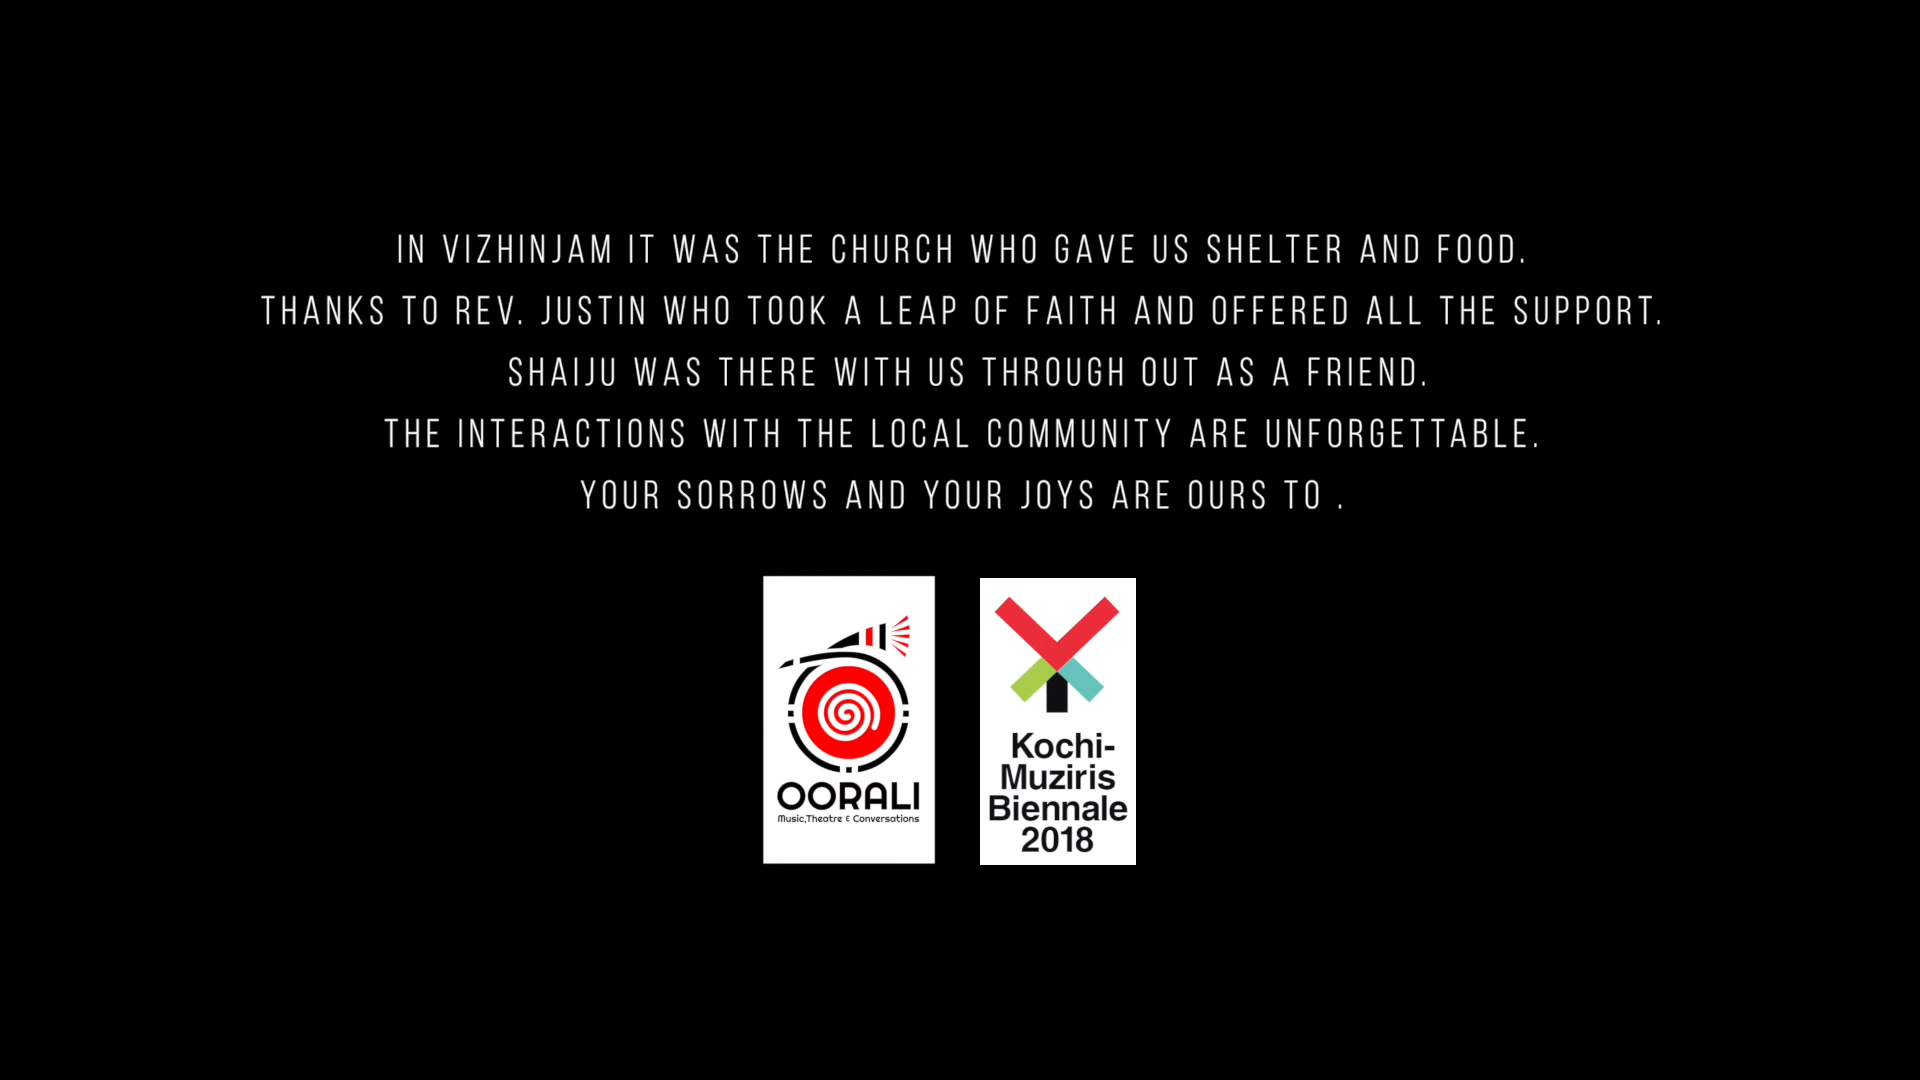 IN VIZHINJAM IT WAS THE CHURCH WHO GAVE US SHELTER AND FOOD.
THANKS TO REV. JUSTIN WHO TOOK A LEAP OF FAITH AND OFFERED ALL THE SUPPORT.
SHAIJU WAS THERE WITH US THROUGH OUT AS A FRIEND.
THE INTERACTIONS WITH THE LOCAL COMMUNITY ARE UNFORGETTABLE.
YOUR SORROWS AND YOUR JOYS ARE OURS TO .
OORALI
Music,Theatre & Conversations
Kochi-
Muziris
Biennale
2018